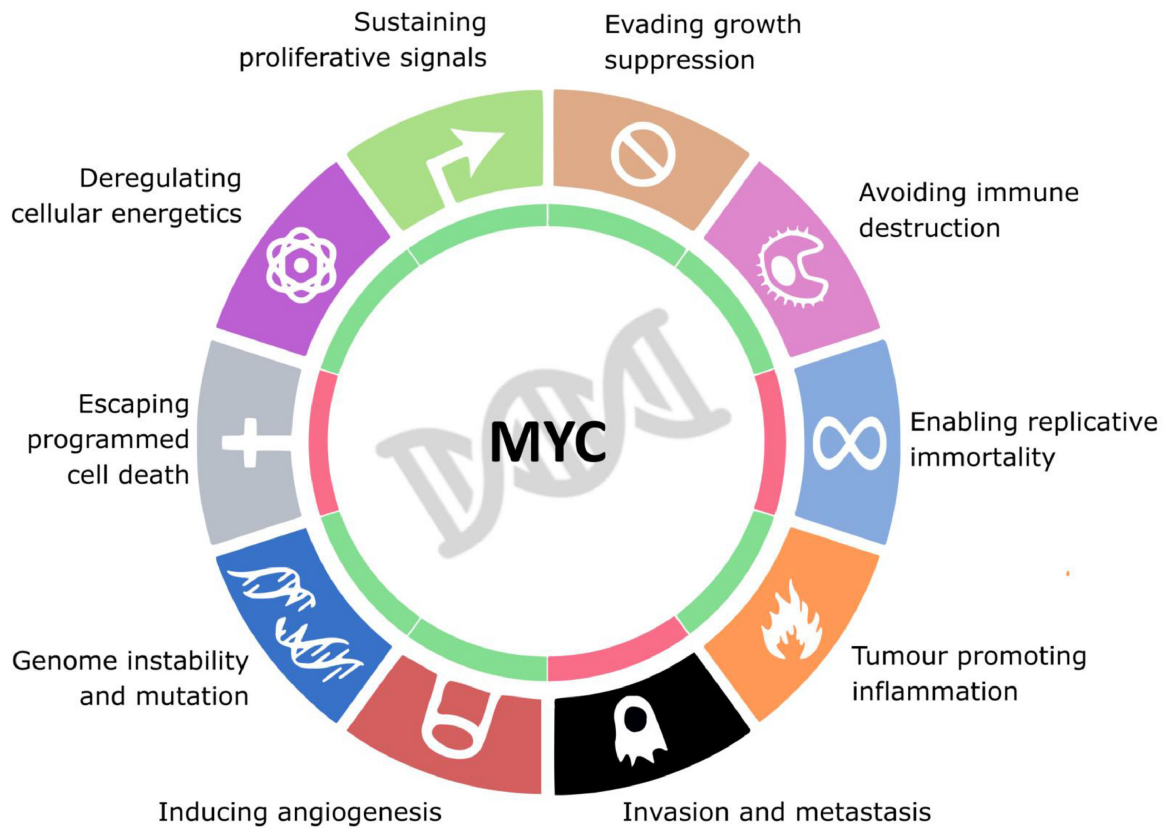 Sustaining
proliferative signals
Evading growth
suppression
Avoiding immune
destruction
Enabling replicative
immortality
Tumour promoting
inflammation
Invasion and metastasis
Inducing angiogenesis
Genome instability
and mutation
Escaping
programmed
cell death
Deregulating
cellular energetics
MYC